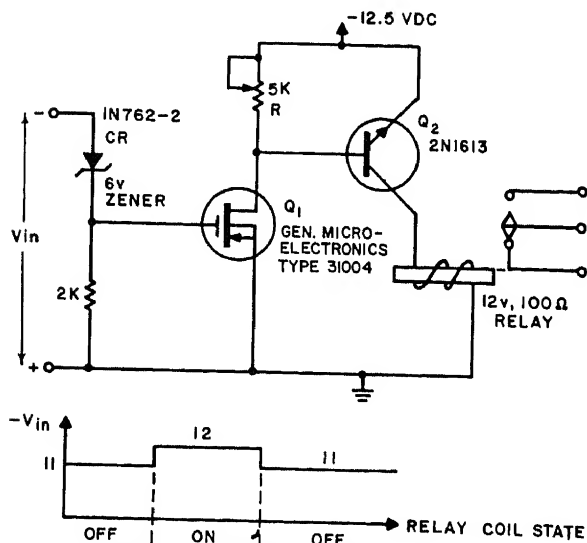 -12.5 VDC
5K
R
IN762-2
CR
Q2
2N1613
6v
ZENER
Q1
GEN. MICRO-
ELECTRONICS
TYPE 31004
Vin
2K
12v, 100Ω
RELAY
-
+
-
-Vin
12
11
11
RELAY COIL STATE
OFF
ON
OFF